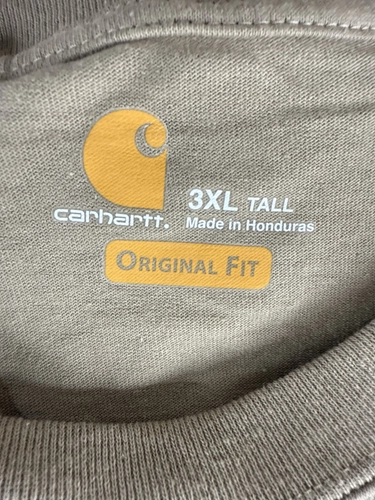 carhartt.
3XL TALL
Made in Honduras
ORIGINAL FIT